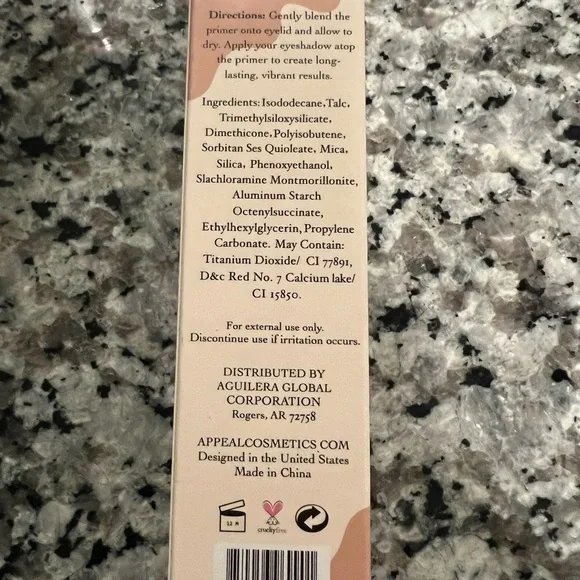 Directions: Gently blend the
primer onto eyelid and allow to
dry. Apply your eyeshadow atop
the primer to create long-
lasting, vibrant results.
Ingredients: Isododecane, Talc,
Trimethylsiloxysilicate,
Dimethicone, Polyisobutene,
Sorbitan Ses Quioleate, Mica,
Silica, Phenoxyethanol,
Slachloramine Montmorillonite,
Aluminum Starch
Octenylsuccinate,
Ethylhexylglycerin, Propylene
Carbonate. May Contain:
Titanium Dioxide/ CI 77891,
D&c Red No. 7 Calcium lake/
CI 15850.
For external use only.
Discontinue use if irritation occurs.
DISTRIBUTED BY
AGUILERA GLOBAL
CORPORATION
Rogers, AR 72758
APPEALCOSMETICS COM
Designed in the United States
Made in China
12 M
crueltyfree